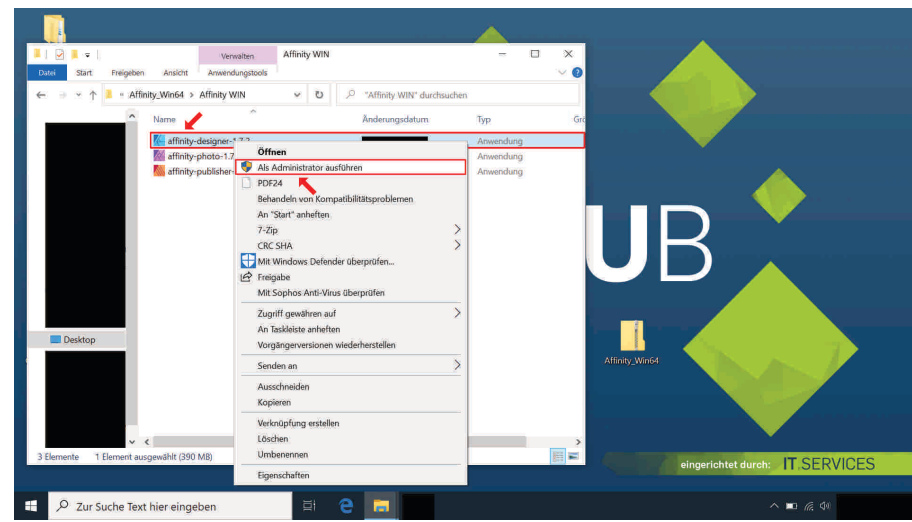 Verwalten
Affinity WIN
Datei Start Freigeben Ansicht Anwendungstools
« Affinity_Win64 > Affinity WIN
"Affinity WIN" durchsuchen
Name Änderungsdatum Typ Grö
affinity-designer-1.7.2 Anwendung
affinity-photo-1.7 Anwendung
affinity-publisher- Anwendung
Öffnen
Als Administrator ausführen
PDF24
Behandeln von Kompatibilitätsproblemen
An "Start" anheften
7-Zip
CRC SHA
Mit Windows Defender überprüfen...
Freigabe
Mit Sophos Anti-Virus überprüfen
Zugriff gewähren auf
An Taskleiste anheften
Vorgängerversionen wiederherstellen
Senden an
Ausschneiden
Kopieren
Verknüpfung erstellen
Löschen
Umbenennen
Eigenschaften
Desktop
3 Elemente 1 Element ausgewählt (390 MB)
UB
Affinity_Win64
eingerichtet durch: IT.SERVICES
Zur Suche Text hier eingeben